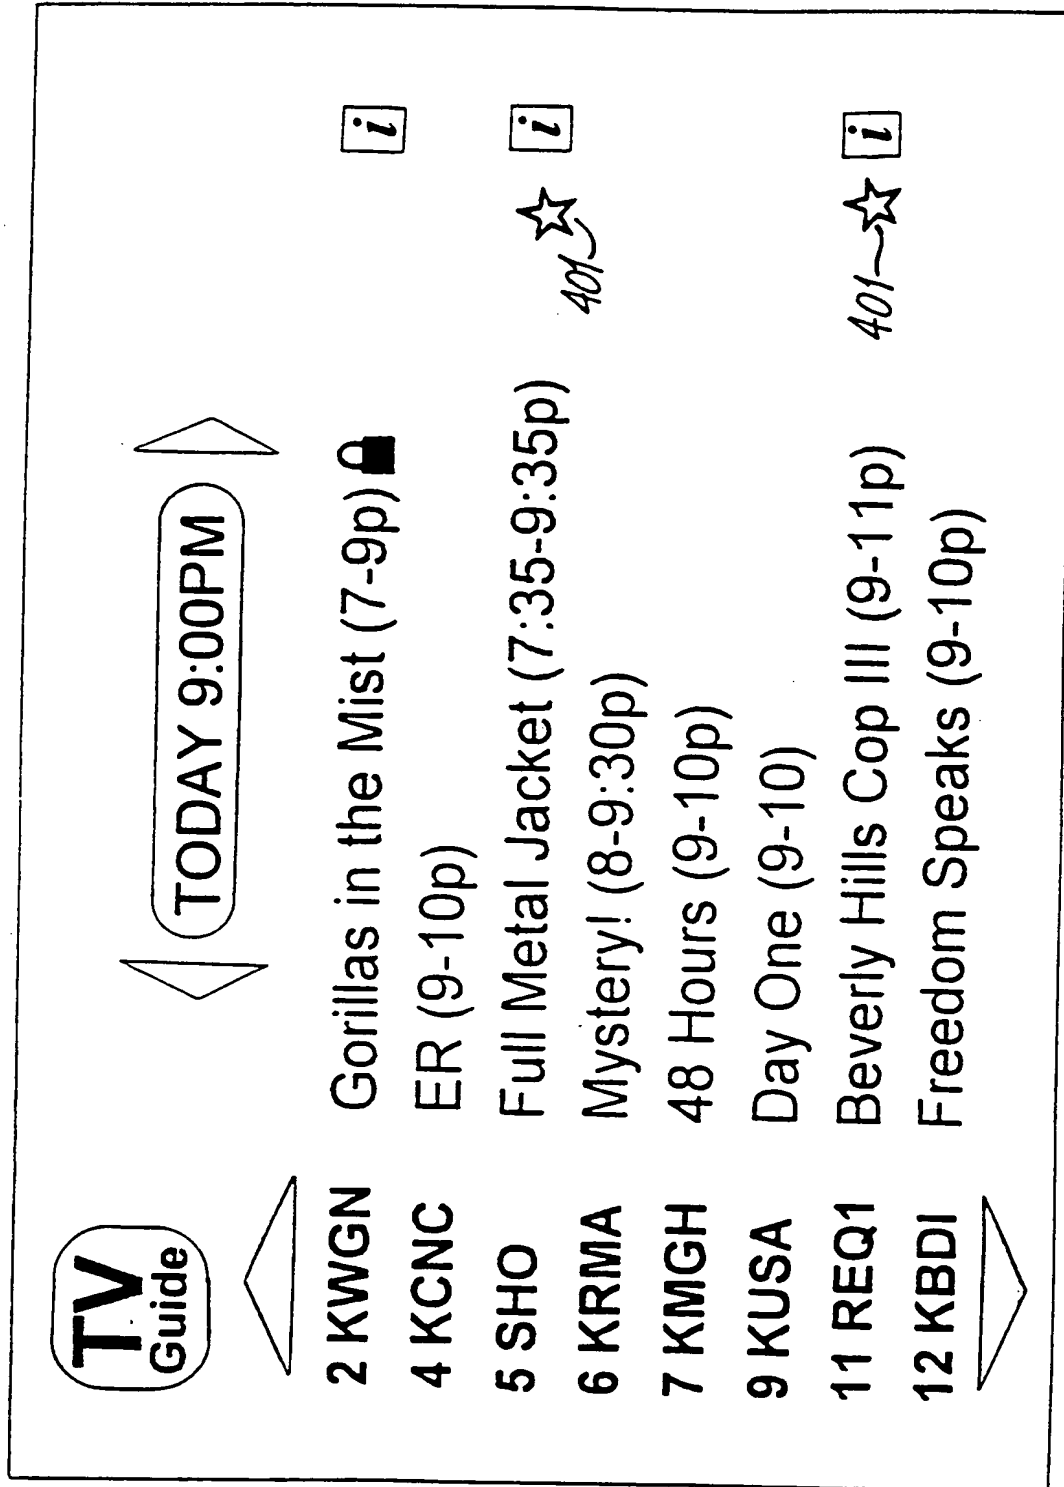 TV
Guide
TODAY 9:00PM
2 KWGN Gorillas in the Mist (7-9p) i
4 KCNC ER (9-10p)
5 SHO Full Metal Jacket (7:35-9:35p) i
401
6 KRMA Mystery! (8-9:30p)
7 KMGH 48 Hours (9-10p)
9 KUSA Day One (9-10)
11 REQ1 Beverly Hills Cop III (9-11p) 401 i
12 KBDI Freedom Speaks (9-10p)